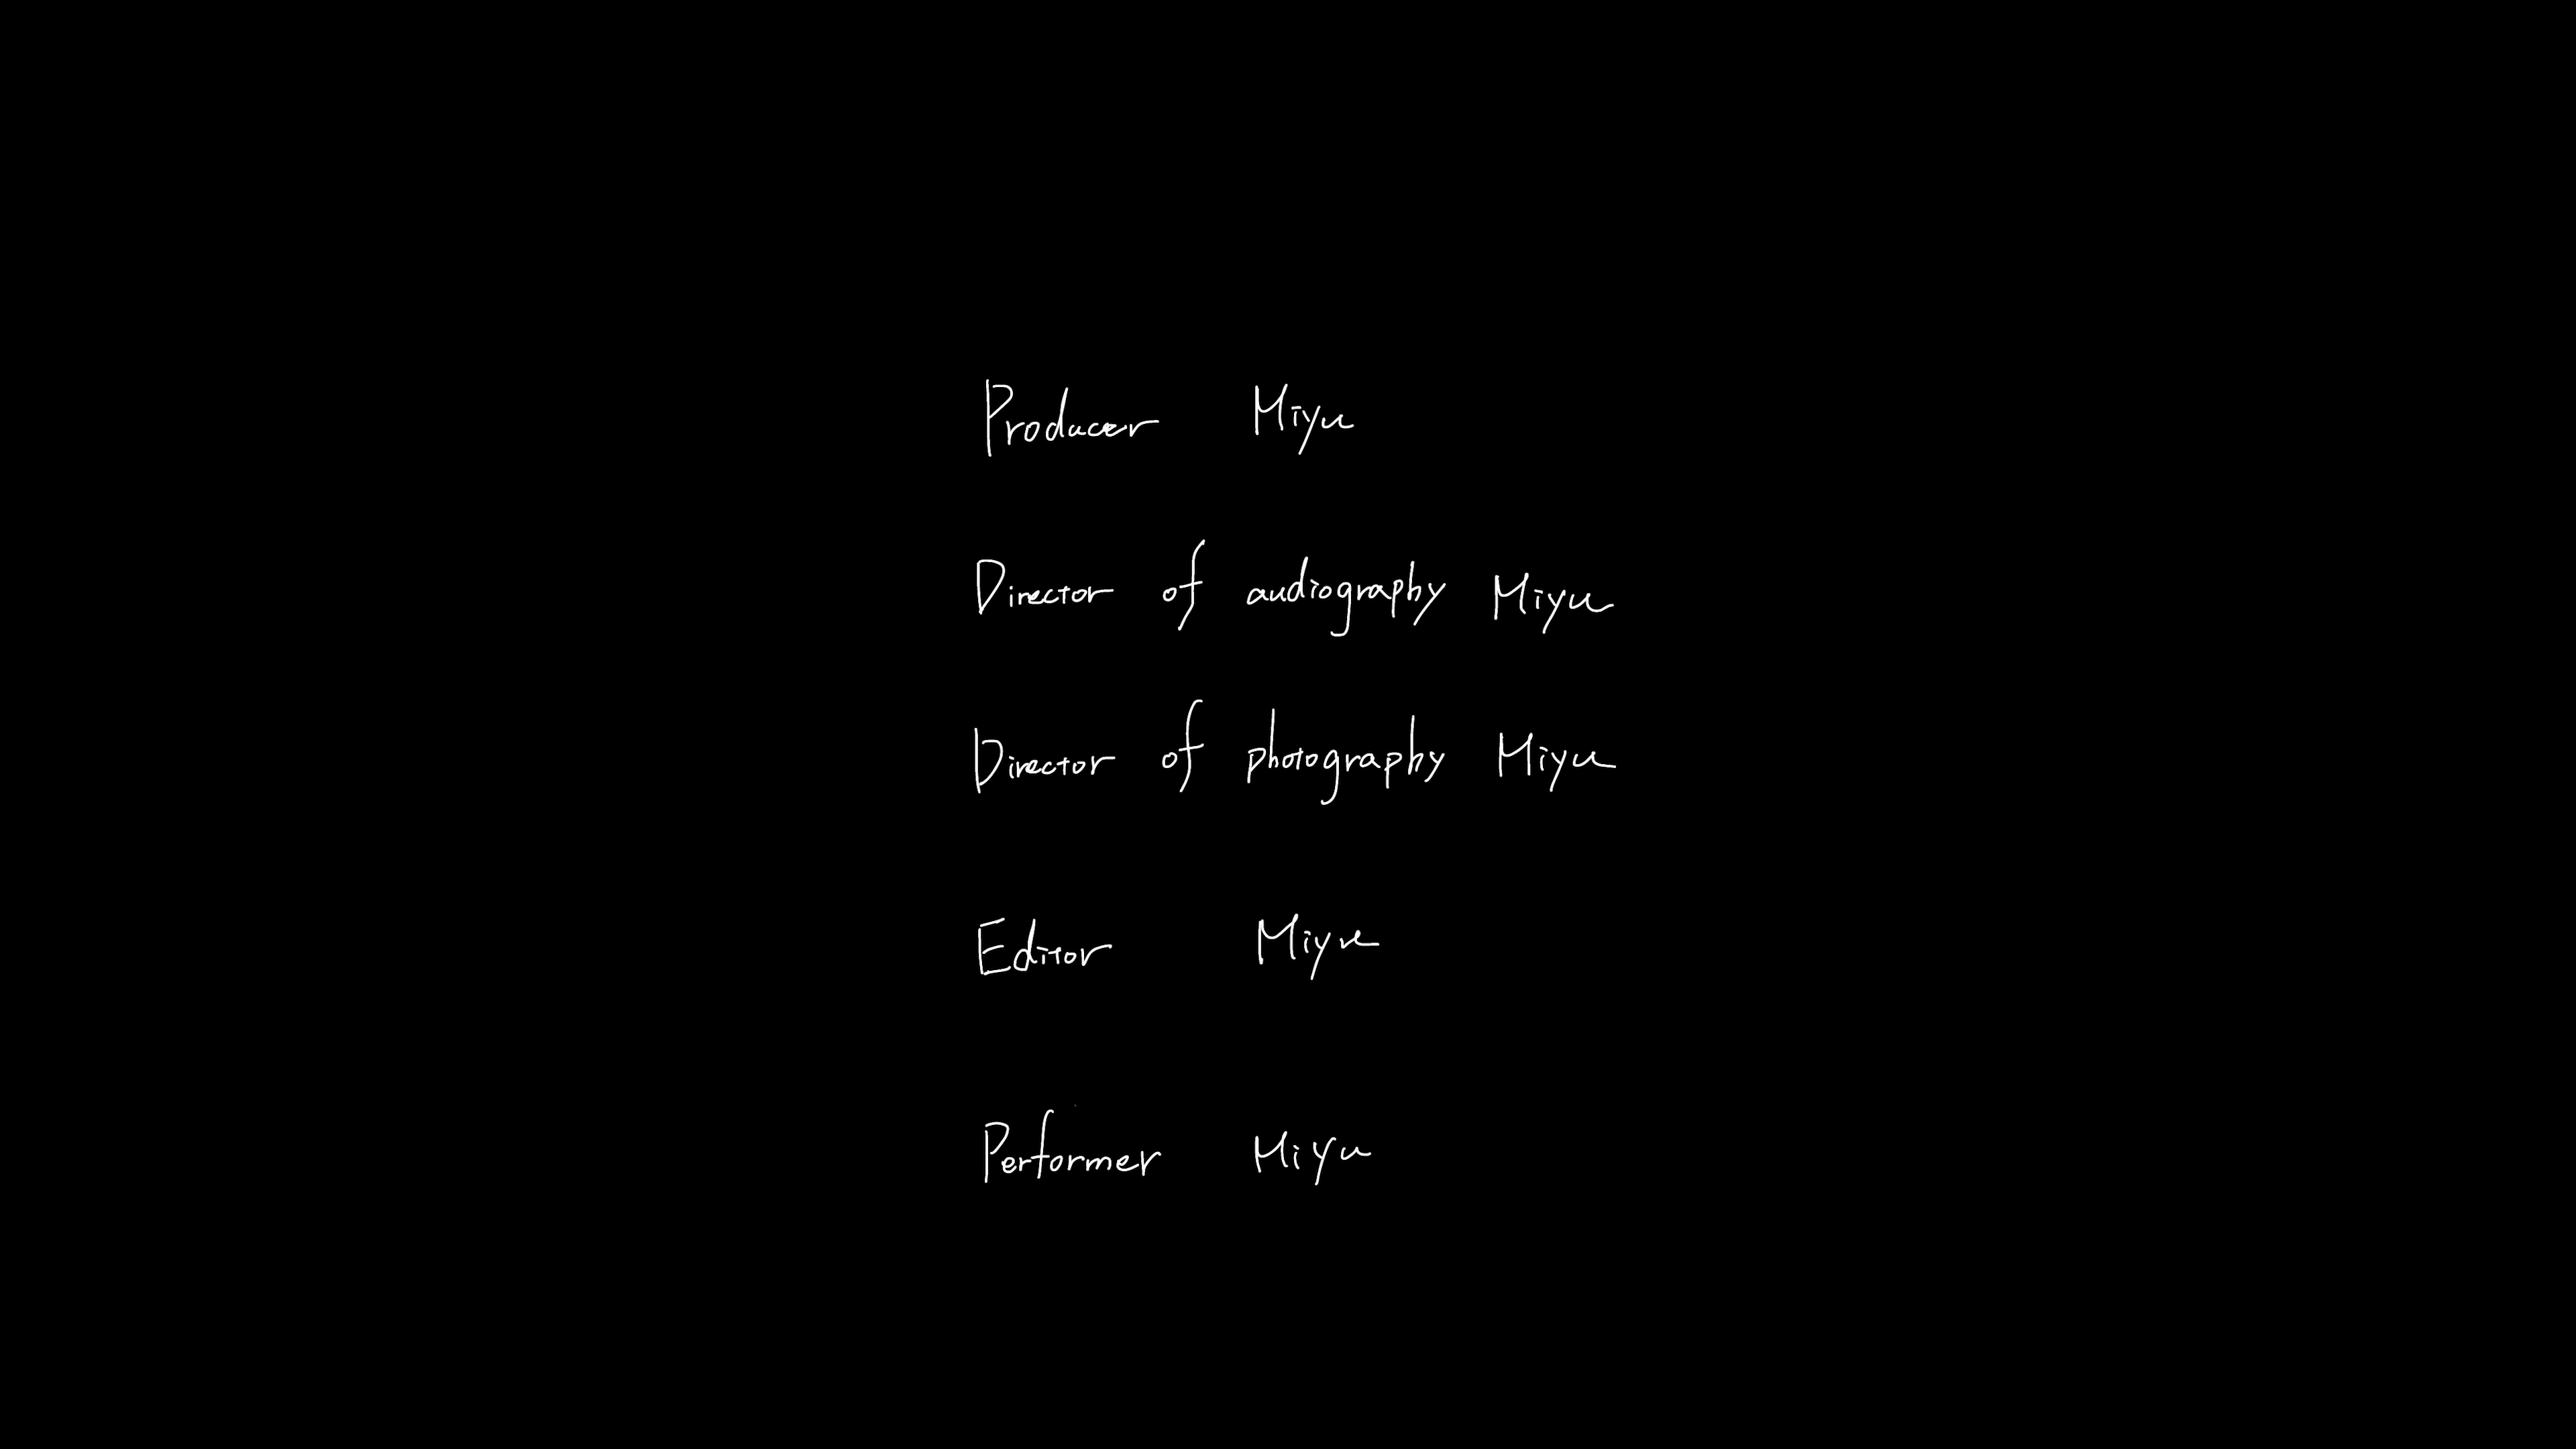 Producer Miyu
Director of audiography Miyu
Director of photography Miyu
Editor Miyu
Performer Miyu